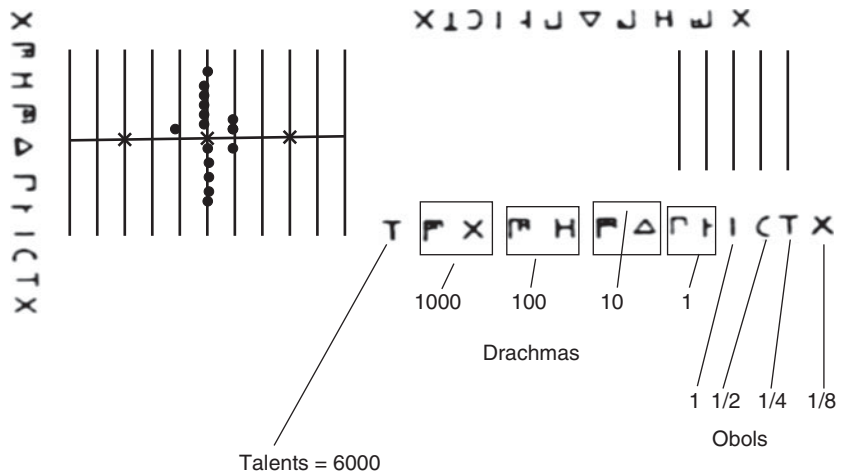 Χ 𐅅 Η 𐅄 Δ Γ Ͱ Ι C Τ Χ
Χ 𐅅 Η 𐅄 Δ Γ Ͱ Ι C Τ Χ
Τ 𐅆 Χ 𐅅 Η 𐅄 Δ Γ Ͱ Ι C Τ Χ
1000 100 10 1
Drachmas
1 1/2 1/4 1/8
Obols
Talents = 6000